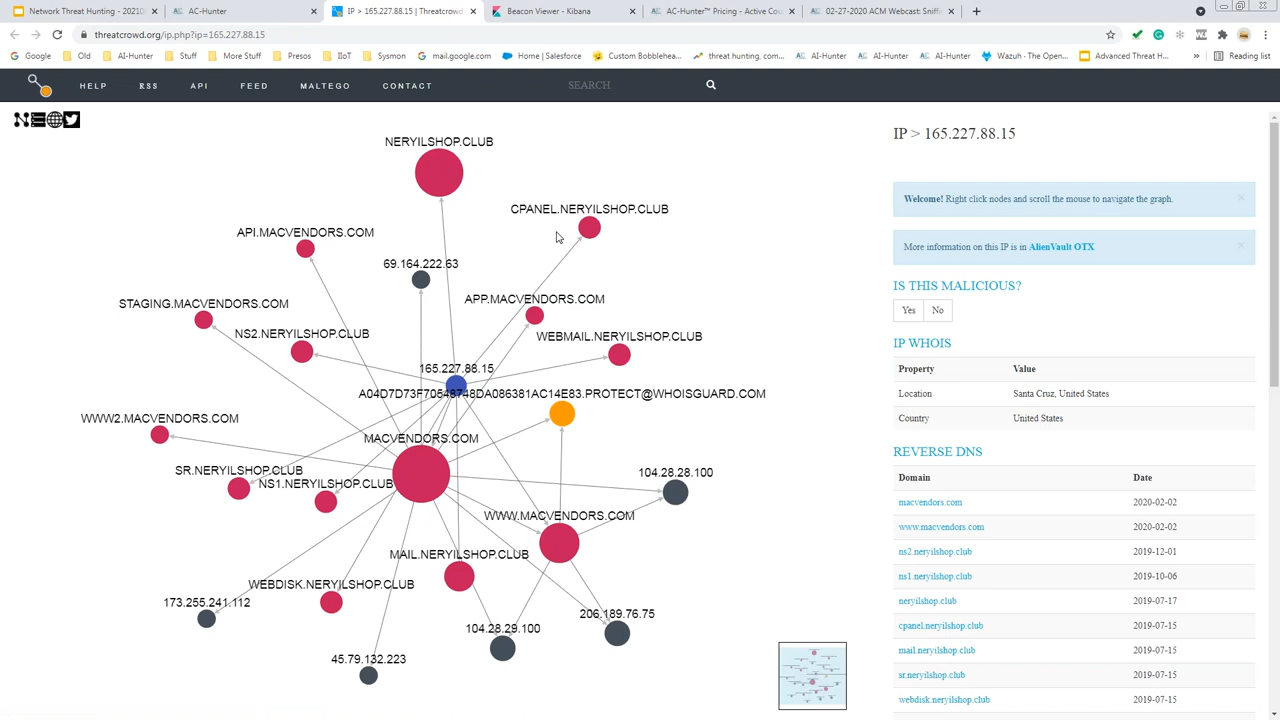 Network Threat Hunting - 20210
AC-Hunter
IP > 165.227.88.15 | Threatcrowd.o
Beacon Viewer - Kibana
AC-Hunter™ Pricing - Active Cou
02-27-2020 ACM Webcast: Sniff
threatcrowd.org/ip.php?ip=165.227.88.15
Google
Old
AI-Hunter
Stuff
More Stuff
Presos
IIoT
Sysmon
mail.google.com
Home | Salesforce
Custom Bobblehea...
threat hunting, com...
AI-Hunter
AI-Hunter
Wazuh - The Open...
Advanced Threat H...
Reading list
HELP
RSS
API
FEED
MALTEGO
CONTACT
SEARCH
NERYILSHOP.CLUB
CPANEL.NERYILSHOP.CLUB
API.MACVENDORS.COM
69.164.222.63
STAGING.MACVENDORS.COM
APP.MACVENDORS.COM
NS2.NERYILSHOP.CLUB
WEBMAIL.NERYILSHOP.CLUB
165.227.88.15
A04D7D73F70548748DA086381AC14E83.PROTECT@WHOISGUARD.COM
WWW2.MACVENDORS.COM
MACVENDORS.COM
SR.NERYILSHOP.CLUB
NS1.NERYILSHOP.CLUB
104.28.28.100
WWW.MACVENDORS.COM
MAIL.NERYILSHOP.CLUB
WEBDISK.NERYILSHOP.CLUB
173.255.241.112
104.28.29.100
206.189.76.75
45.79.132.223
IP > 165.227.88.15
Welcome! Right click nodes and scroll the mouse to navigate the graph.
More information on this IP is in AlienVault OTX
IS THIS MALICIOUS?
Yes No
IP WHOIS
Property Value
Location Santa Cruz, United States
Country United States
REVERSE DNS
Domain Date
macvendors.com 2020-02-02
www.macvendors.com 2020-02-02
ns2.neryilshop.club 2019-12-01
ns1.neryilshop.club 2019-10-06
neryilshop.club 2019-07-17
cpanel.neryilshop.club 2019-07-15
mail.neryilshop.club 2019-07-15
sr.neryilshop.club 2019-07-15
webdisk.neryilshop.club 2019-07-15